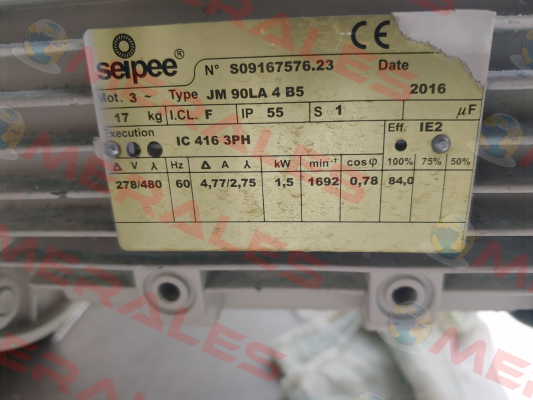 CE
seipee® N° S09167576.23 Date
Mot. 3 ~ Type JM 90LA 4 B5 2016
17 kg I.CL. F IP 55 S 1 µF
Execution IC 416 3PH Eff. IE2
Δ V ⅄ Hz Δ A ⅄ kW min⁻¹ cosφ 100% 75% 50%
278/480 60 4,77/2,75 1,5 1692 0,78 84,0
MERALES